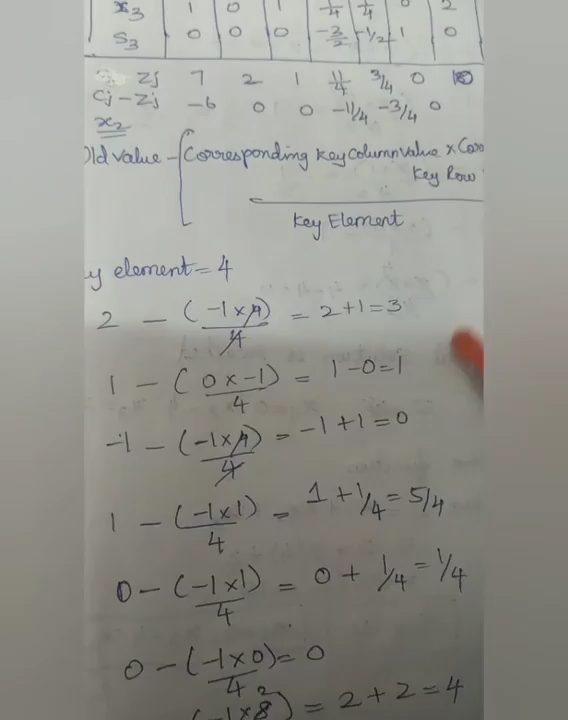 x3 1 0 1 1/4 1/4 0 2
S3 0 0 0 -3/2 -1/2 1 0
Zj 7 2 1 11/4 3/4 0 10
Cj - Zj -6 0 0 -11/4 -3/4 0
x2
Old value - [Corresponding key column value x Corr
Key Row
Key Element
y element = 4
2 - (-1 x 4)/4 = 2+1 = 3
1 - (0 x -1)/4 = 1-0 = 1
-1 - (-1 x 4)/4 = -1+1 = 0
1 - (-1 x 1)/4 = 1 + 1/4 = 5/4
0 - (-1 x 1)/4 = 0 + 1/4 = 1/4
0 - (-1 x 0)/4 = 0
(-1 x 8) = 2 + 2 = 4